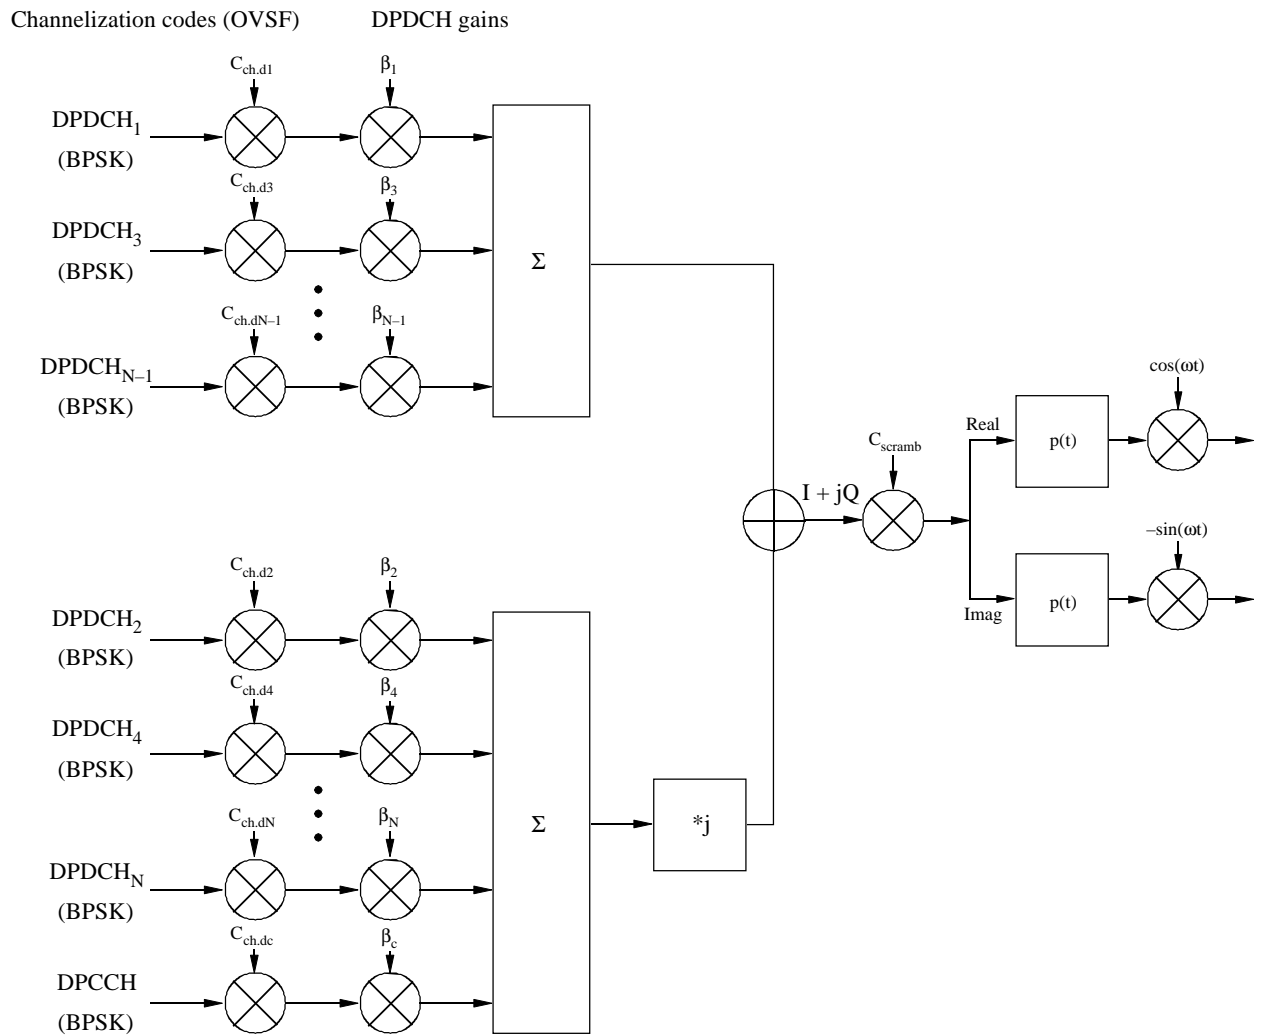 Channelization codes (OVSF) DPDCH gains
C_ch.d1 β_1
DPDCH_1
(BPSK)
C_ch.d3 β_3
DPDCH_3
(BPSK)
Σ
C_ch.dN–1 β_N–1
DPDCH_N–1
(BPSK)
cos(ωt)
Real
p(t)
C_scramb
I + jQ
–sin(ωt)
Imag
p(t)
C_ch.d2 β_2
DPDCH_2
(BPSK)
C_ch.d4 β_4
DPDCH_4
(BPSK)
Σ
*j
C_ch.dN β_N
DPDCH_N
(BPSK)
C_ch.dc β_c
DPCCH
(BPSK)